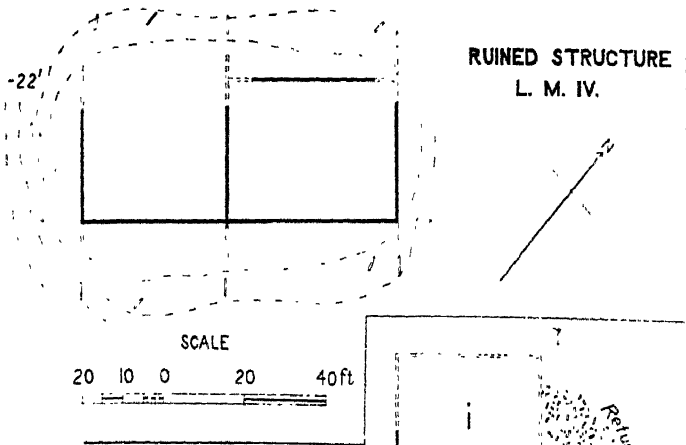 RUINED STRUCTURE
L. M. IV.
-22'
N
SCALE
20 10 0 20 40ft
i